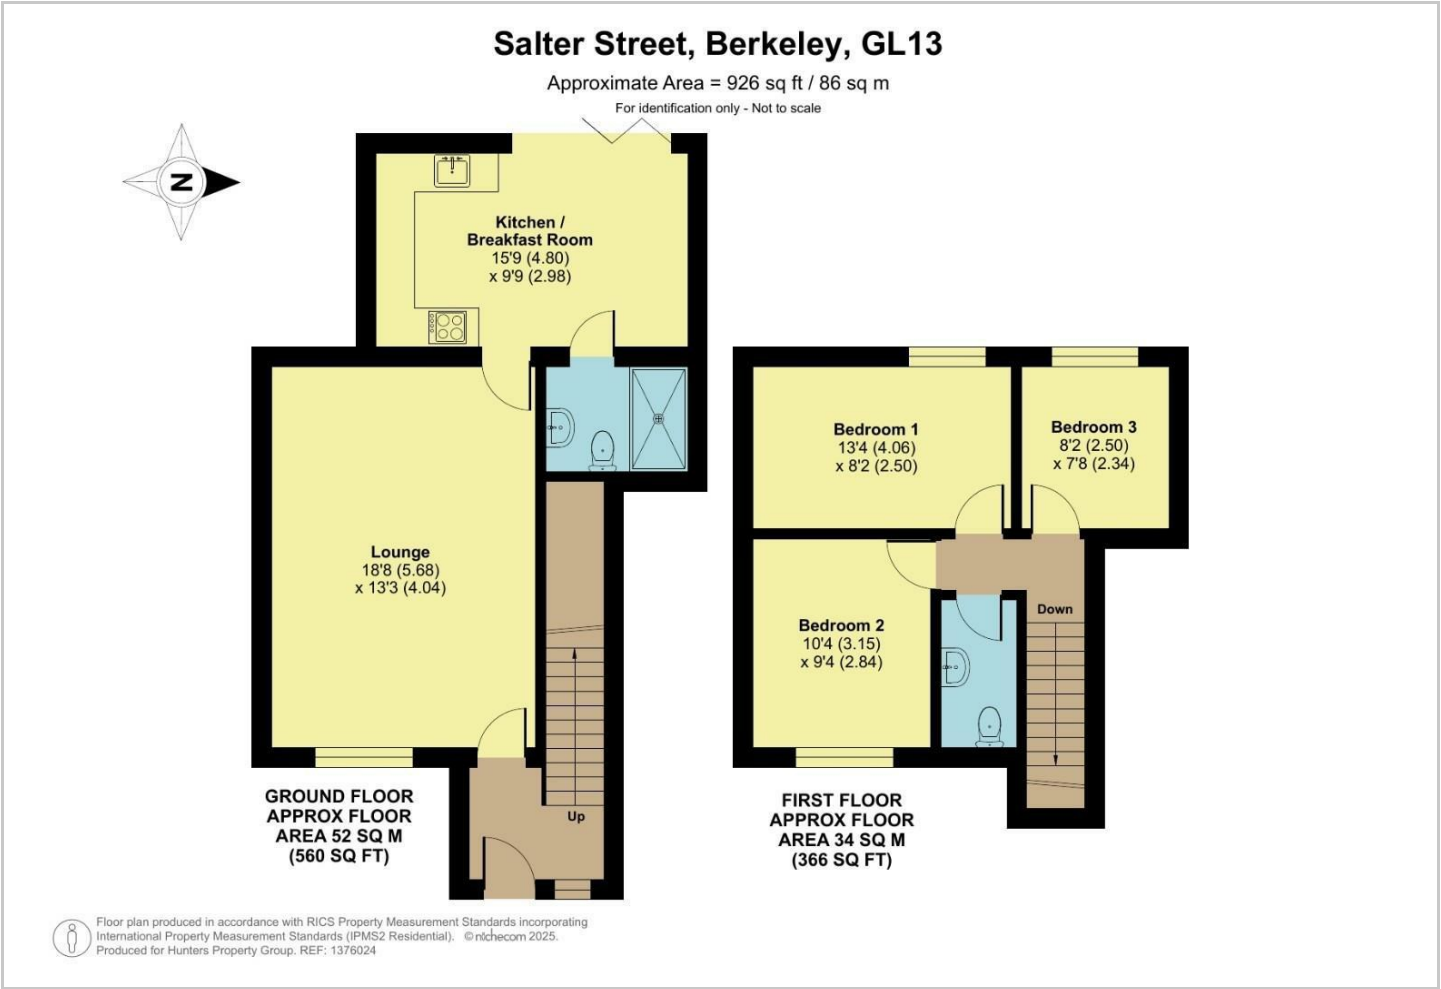 Salter Street, Berkeley, GL13
Approximate Area = 926 sq ft / 86 sq m
For identification only - Not to scale
N
Kitchen /
Breakfast Room
15'9 (4.80)
x 9'9 (2.98)
Lounge
18'8 (5.68)
x 13'3 (4.04)
Up
GROUND FLOOR
APPROX FLOOR
AREA 52 SQ M
(560 SQ FT)
Bedroom 1
13'4 (4.06)
x 8'2 (2.50)
Bedroom 3
8'2 (2.50)
x 7'8 (2.34)
Bedroom 2
10'4 (3.15)
x 9'4 (2.84)
Down
FIRST FLOOR
APPROX FLOOR
AREA 34 SQ M
(366 SQ FT)
Floor plan produced in accordance with RICS Property Measurement Standards incorporating
International Property Measurement Standards (IPMS2 Residential). © nichecom 2025.
Produced for Hunters Property Group. REF: 1376024